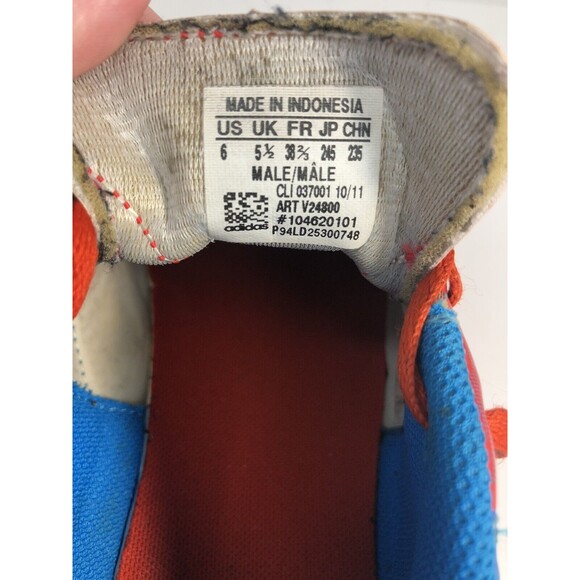 MADE IN INDONESIA
US UK FR JP CHN
6 5½ 38⅔ 245 235
MALE/MÂLE
CLI 037001 10/11
ART V24800
#104620101
adidas P94LD25300748